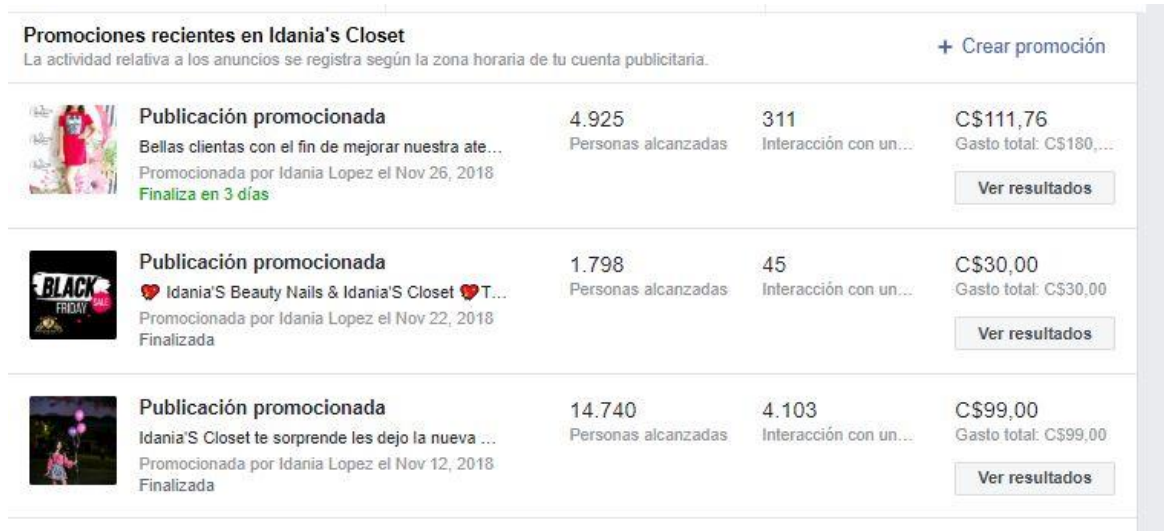 Promociones recientes en Idania's Closet
La actividad relativa a los anuncios se registra según la zona horaria de tu cuenta publicitaria.
+ Crear promoción
Publicación promocionada
Bellas clientas con el fin de mejorar nuestra ate...
Promocionada por Idania Lopez el Nov 26, 2018
Finaliza en 3 días
4.925
Personas alcanzadas
311
Interacción con un...
C$111,76
Gasto total: C$180,...
Ver resultados
BLACK
FRIDAY SALE
Publicación promocionada
Idania'S Beauty Nails & Idania'S Closet T...
Promocionada por Idania Lopez el Nov 22, 2018
Finalizada
1.798
Personas alcanzadas
45
Interacción con un...
C$30,00
Gasto total: C$30,00
Ver resultados
Publicación promocionada
Idania'S Closet te sorprende les dejo la nueva ...
Promocionada por Idania Lopez el Nov 12, 2018
Finalizada
14.740
Personas alcanzadas
4.103
Interacción con un...
C$99,00
Gasto total: C$99,00
Ver resultados